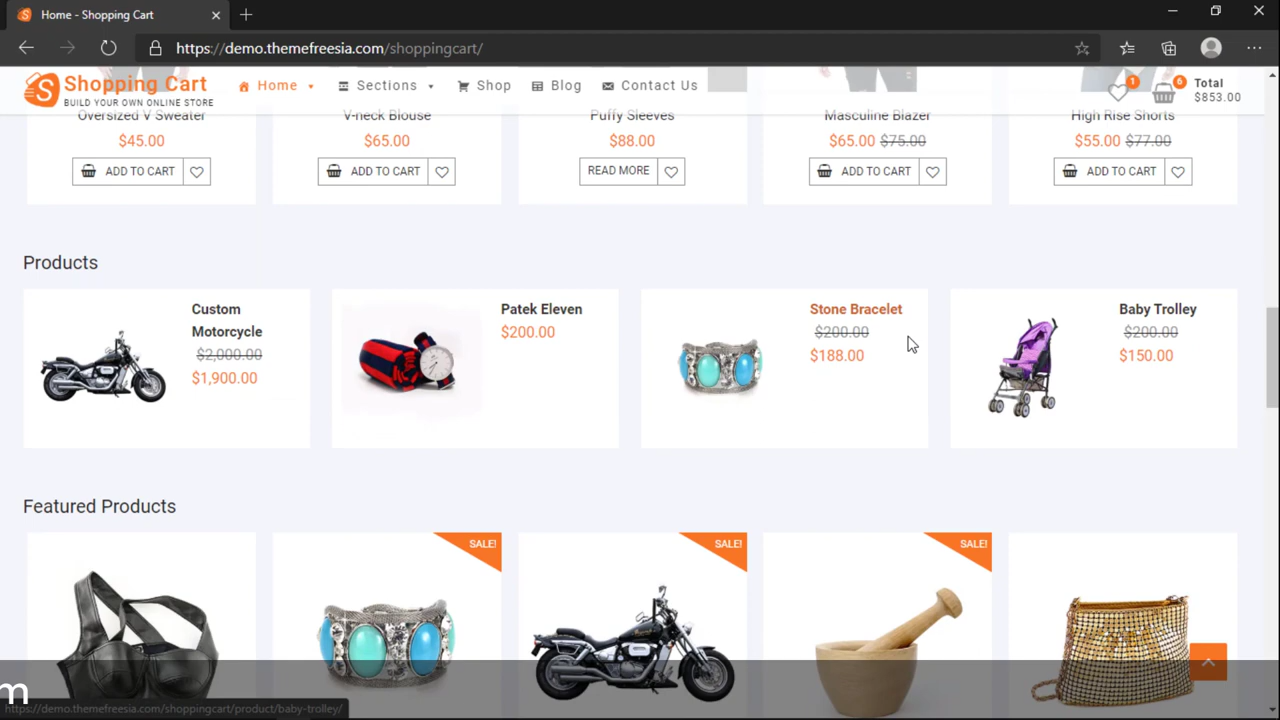 Home - Shopping Cart
https://demo.themefreesia.com/shoppingcart/
Shopping Cart
BUILD YOUR OWN ONLINE STORE
Home
Sections
Shop
Blog
Contact Us
1
6
Total
$853.00
Oversized V Sweater
V-neck Blouse
Puffy Sleeves
Masculine Blazer
High Rise Shorts
$45.00
$65.00
$88.00
$65.00 $75.00
$55.00 $77.00
ADD TO CART
ADD TO CART
READ MORE
ADD TO CART
ADD TO CART
Products
Custom
Motorcycle
$2,000.00
$1,900.00
Patek Eleven
$200.00
Stone Bracelet
$200.00
$188.00
Baby Trolley
$200.00
$150.00
Featured Products
SALE!
SALE!
SALE!
m
https://demo.themefreesia.com/shoppingcart/product/baby-trolley/